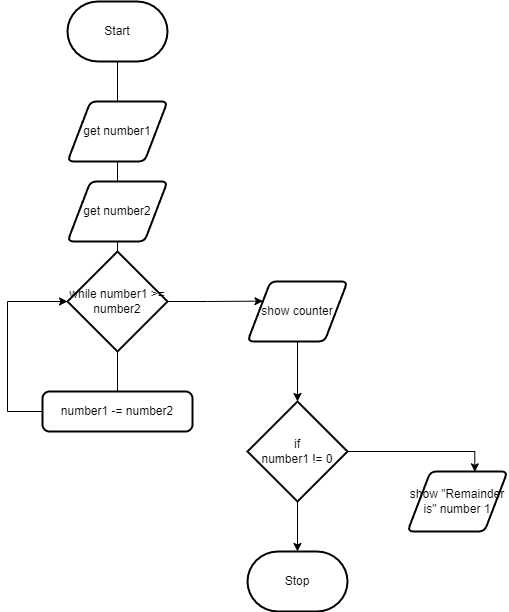 Start
get number1
get number2
while number1 >=
number2
number1 -= number2
show counter
if
number1 != 0
show "Remainder
is" number 1
Stop